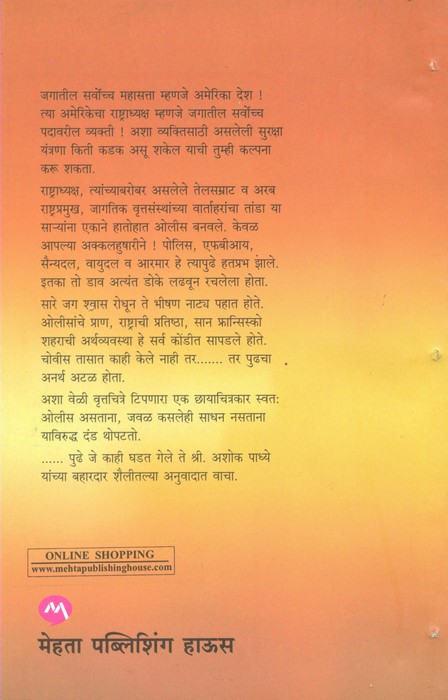 जगातील सर्वोच्च महासत्ता म्हणजे अमेरिका देश !
त्या अमेरिकेचा राष्ट्राध्यक्ष म्हणजे जगातील सर्वोच्च
पदावरील व्यक्ती ! अशा व्यक्तिसाठी असलेली सुरक्षा
यंत्रणा किती कडक असू शकेल याची तुम्ही कल्पना
करू शकता.
राष्ट्राध्यक्ष, त्यांच्याबरोबर असलेले तेलसम्राट व अरब
राष्ट्रप्रमुख, जागतिक वृत्तसंस्थांच्या वार्ताहरांचा तांडा या
साऱ्यांना एकाने हातोहात ओलीस बनवले. केवळ
आपल्या अक्कलहुषारीने ! पोलिस, एफबीआय,
सैन्यदल, वायुदल व आरमार हे त्यापुढे हतप्रभ झाले.
इतका तो डाव अत्यंत डोके लढवून रचलेला होता.
सारे जग श्वास रोधून ते भीषण नाट्य पहात होते.
ओलीसांचे प्राण, राष्ट्राची प्रतिष्ठा, सान फ्रान्सिस्को
शहराची अर्थव्यवस्था हे सर्व कोंडीत सापडले होते.
चोवीस तासात काही केले नाही तर....... तर पुढचा
अनर्थ अटळ होता.
अशा वेळी वृत्तचित्रे टिपणारा एक छायाचित्रकार स्वत:
ओलीस असताना, जवळ कसलेही साधन नसताना
याविरुद्ध दंड थोपटतो.
...... पुढे जे काही घडत गेले ते श्री. अशोक पाध्ये
यांच्या बहारदार शैलीतल्या अनुवादात वाचा.
ONLINE SHOPPING
www.mehtapublishinghouse.com
मेहता पब्लिशिंग हाऊस